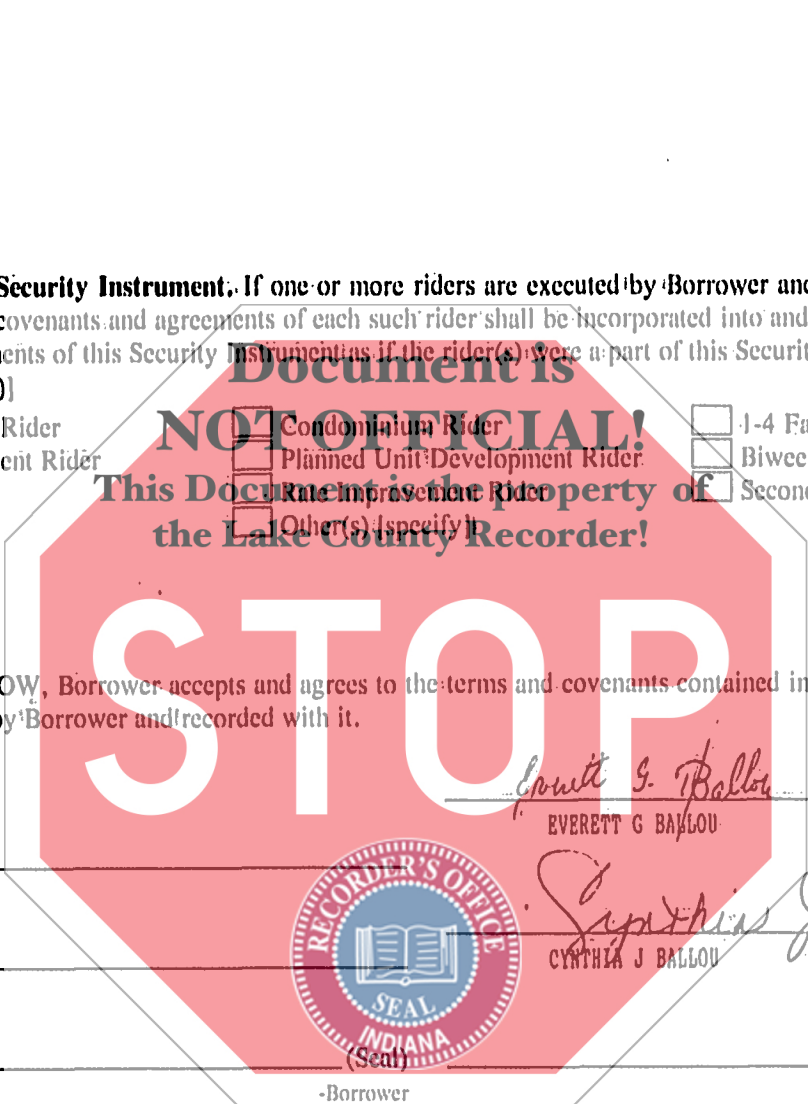 Security Instrument. If one or more riders are executed by Borrower and
covenants and agreements of each such rider shall be incorporated into and
ents of this Security Instrument as if the rider(s) were a part of this Securit
)]
Document is
Rider
Condominium Rider
1-4 Fa
NOT OFFICIAL!
ent Rider
Planned Unit Development Rider
Biwee
This Document is the property of
Rate Improvement Rider
Second
the Lake County Recorder!
Other(s) [specify]
STOP
OW, Borrower accepts and agrees to the terms and covenants contained in
y Borrower and recorded with it.
Everett G. Ballou
EVERETT G BALLOU
Cynthia J
CYNTHIA J BALLOU
RECORDER'S OFFICE
SEAL
INDIANA
(Seal)
-Borrower